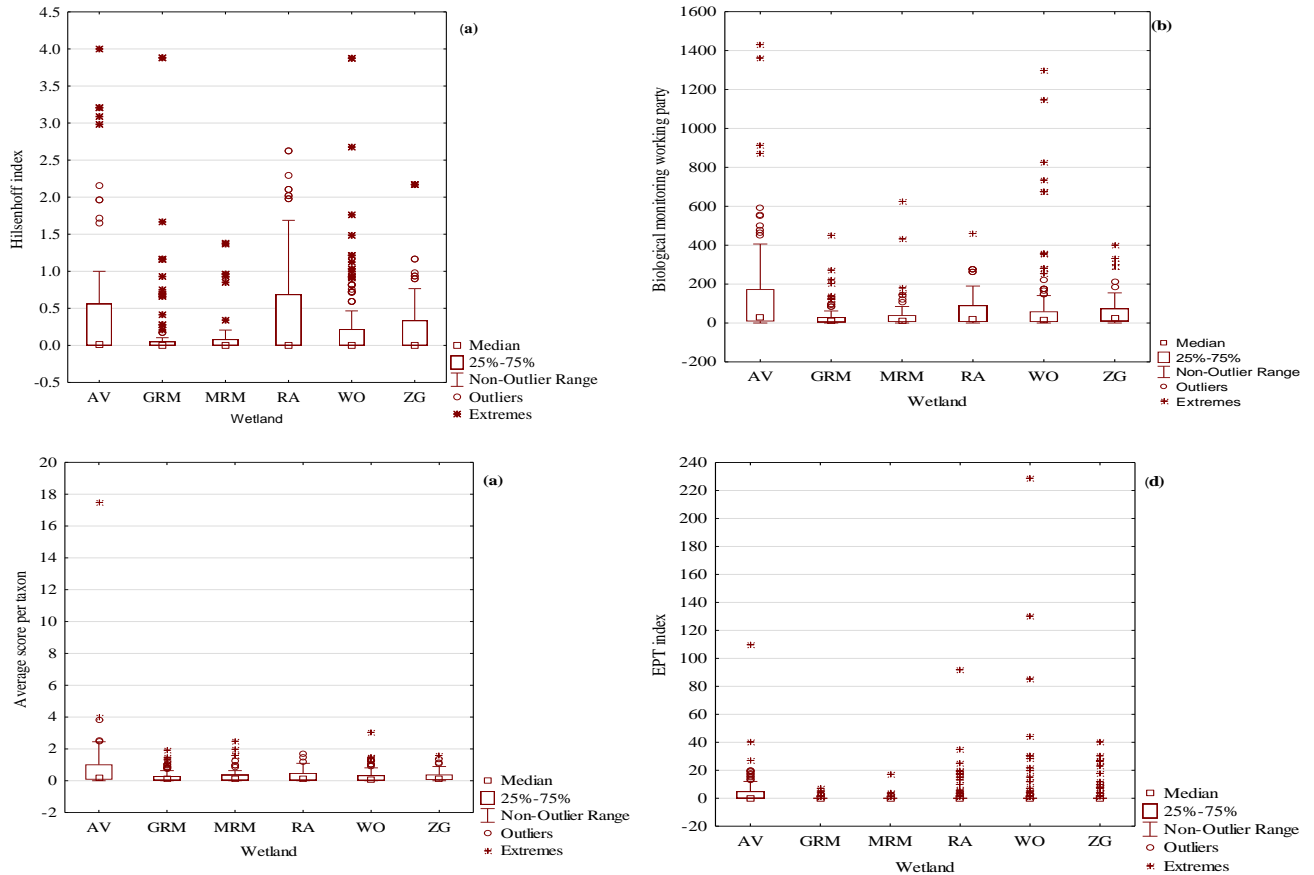 (a)
Hilsenhoff index
4.0
3.5
3.0
2.5
2.0
1.5
1.0
0.5
0.0
-0.5
AV GRM MRM RA WO ZG
Wetland
Median
25%-75%
Non-Outlier Range
Outliers
Extremes
(b)
Biological monitoring working party
1600
1400
1200
1000
800
600
400
200
0
-200
AV GRM MRM RA WO ZG
Wetland
Median
25%-75%
Non-Outlier Range
Outliers
Extremes
(a)
Average score per taxon
20
18
16
14
12
10
8
6
4
2
0
-2
AV GRM MRM RA WO ZG
Wetland
Median
25%-75%
Non-Outlier Range
Outliers
Extremes
(d)
EPT index
240
220
200
180
160
140
120
100
80
60
40
20
0
-20
AV GRM MRM RA WO ZG
Wetland
Median
25%-75%
Non-Outlier Range
Outliers
Extremes